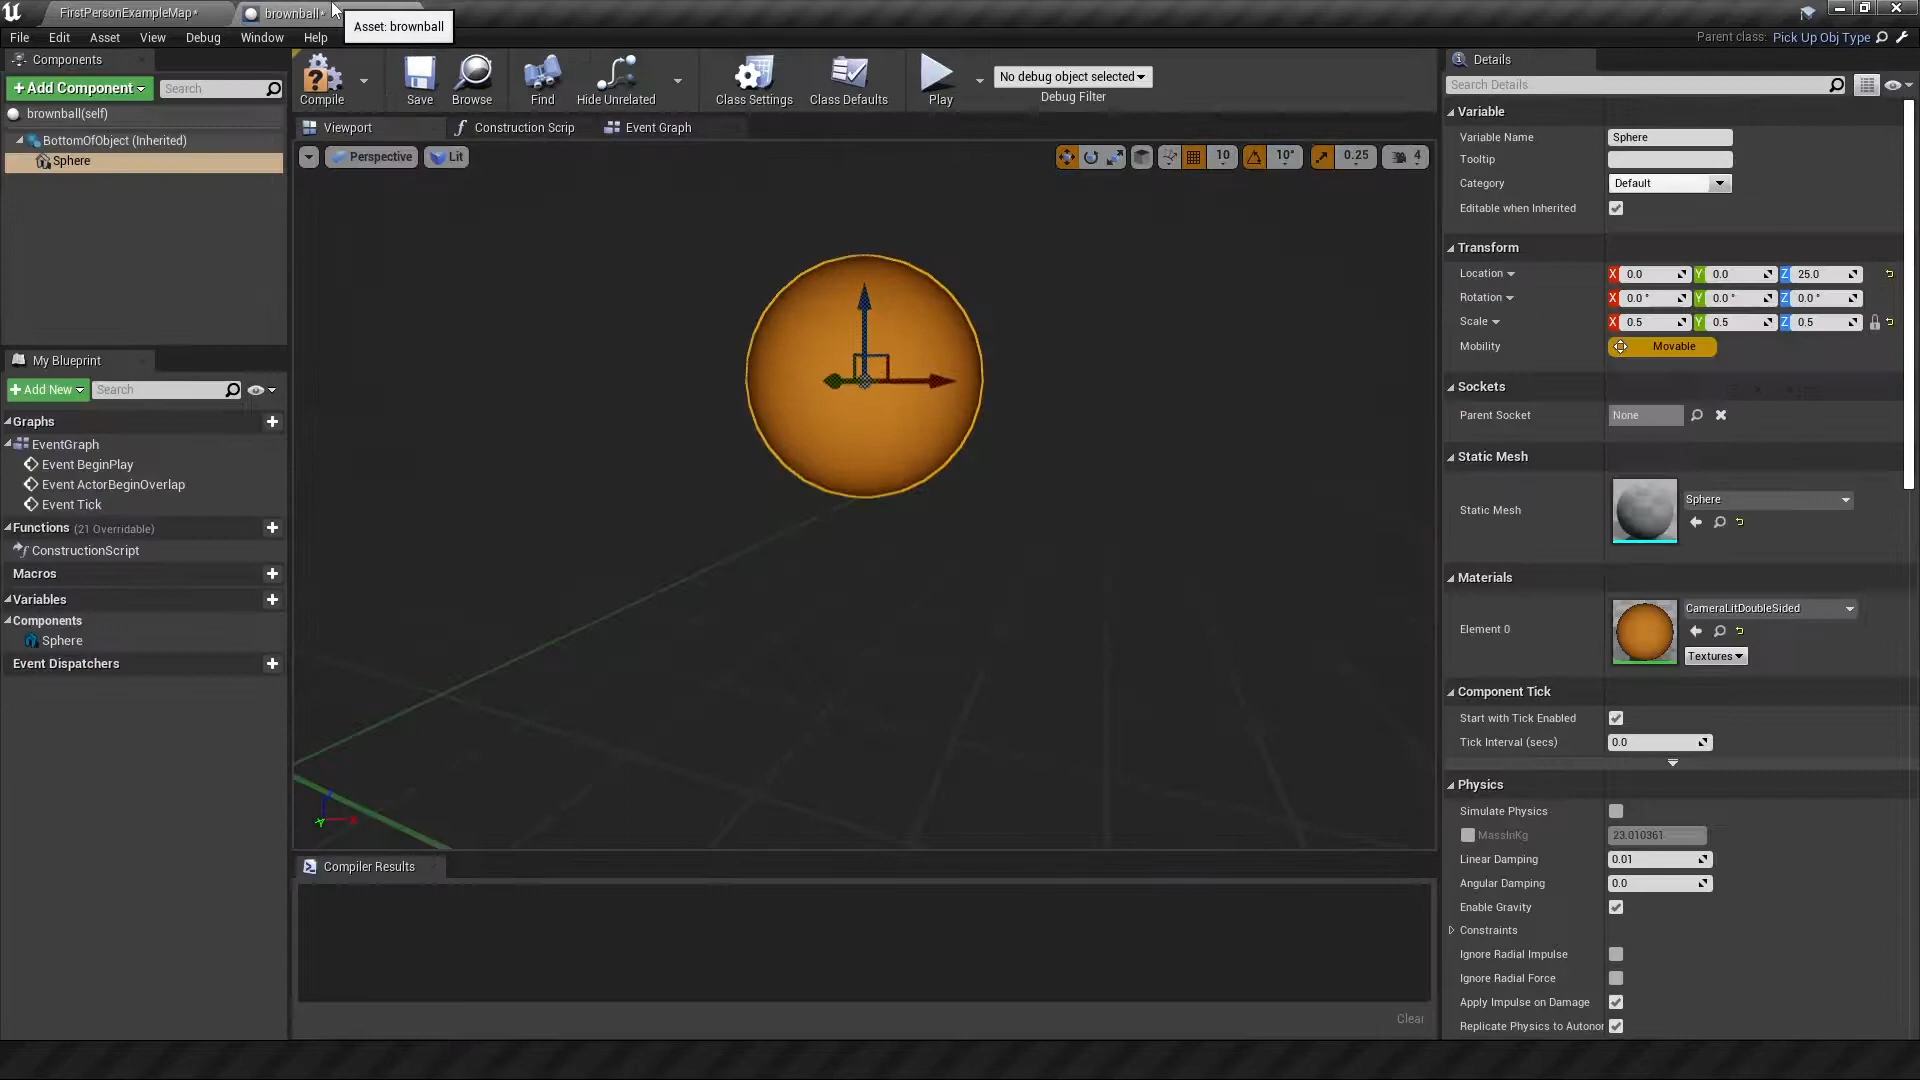 FirstPersonExampleMap*
brownball*
Asset: brownball
File Edit Asset View Debug Window Help
Parent class: Pick Up Obj Type
Components
+Add Component
Search
brownball(self)
BottomOfObject (Inherited)
Sphere
My Blueprint
+Add New
Search
Graphs
EventGraph
Event BeginPlay
Event ActorBeginOverlap
Event Tick
Functions (21 Overridable)
ConstructionScript
Macros
Variables
Components
Sphere
Event Dispatchers
Compile
Save
Browse
Find
Hide Unrelated
Class Settings
Class Defaults
Play
No debug object selected
Debug Filter
Viewport
Construction Scrip
Event Graph
Perspective
Lit
10
10°
0.25
4
Compiler Results
Clear
Details
Search Details
Variable
Variable Name Sphere
Tooltip
Category Default
Editable when Inherited
Transform
Location X 0.0 Y 0.0 Z 25.0
Rotation X 0.0 ° Y 0.0 ° Z 0.0 °
Scale X 0.5 Y 0.5 Z 0.5
Mobility Movable
Sockets
Parent Socket None
Static Mesh
Static Mesh Sphere
Materials
Element 0 CameraLitDoubleSided
Textures
Component Tick
Start with Tick Enabled
Tick Interval (secs) 0.0
Physics
Simulate Physics
MassInKg 23.010361
Linear Damping 0.01
Angular Damping 0.0
Enable Gravity
Constraints
Ignore Radial Impulse
Ignore Radial Force
Apply Impulse on Damage
Replicate Physics to Autonor